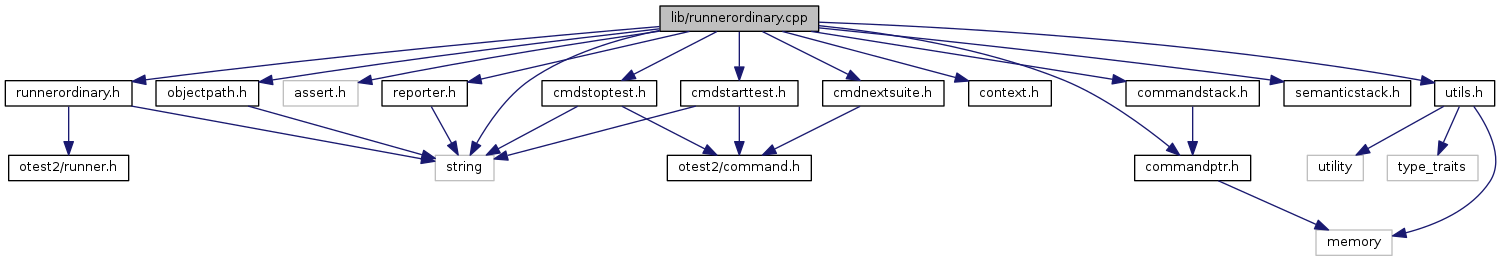 lib/runnerordinary.cpp
runnerordinary.h
objectpath.h
assert.h
reporter.h
cmdstoptest.h
cmdstarttest.h
cmdnextsuite.h
context.h
commandstack.h
semanticstack.h
utils.h
otest2/runner.h
string
otest2/command.h
commandptr.h
utility
type_traits
memory